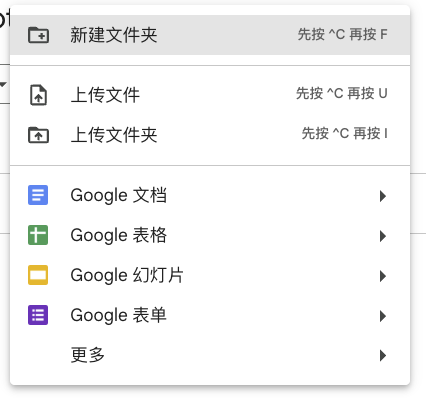 新建文件夹 先按 ^C 再按 F
上传文件 先按 ^C 再按 U
上传文件夹 先按 ^C 再按 I
Google 文档
Google 表格
Google 幻灯片
Google 表单
更多